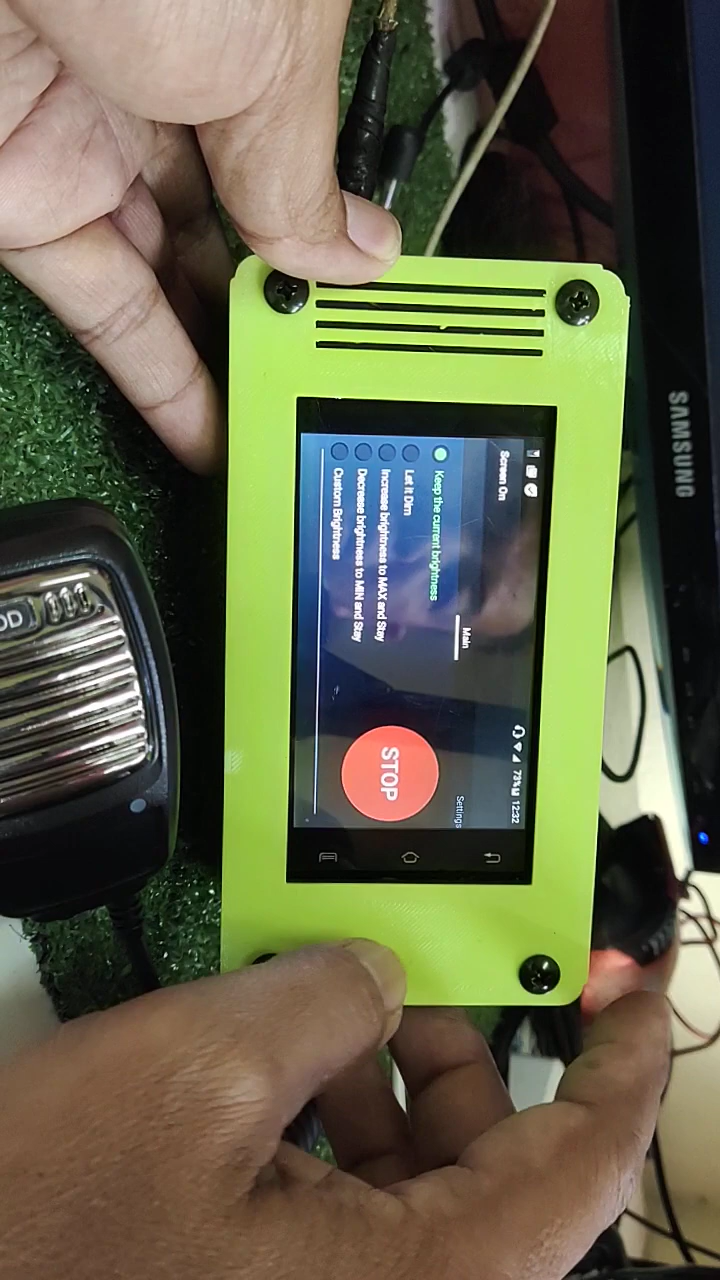 73% 12:32
Screen On
Main
Settings
Keep the current brightness
Let it Dim
Increase brightness to MAX and Stay
Decrease brightness to MIN and Stay
Custom Brightness
STOP
SAMSUNG
OD